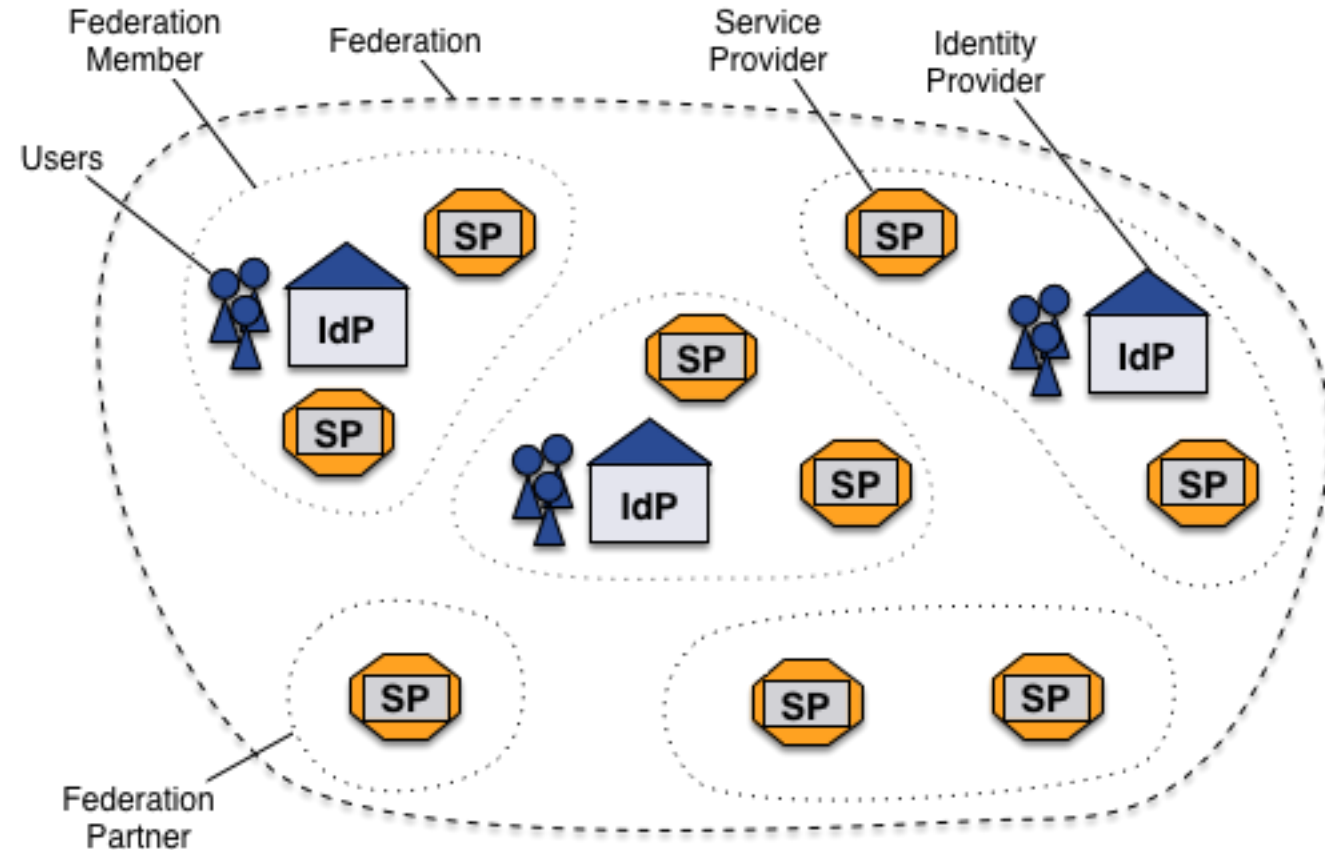 Federation
Member
Federation
Service
Provider
Identity
Provider
Users
SP
SP
IdP
SP
IdP
SP
SP
IdP
SP
SP
SP
SP
SP
Federation
Partner